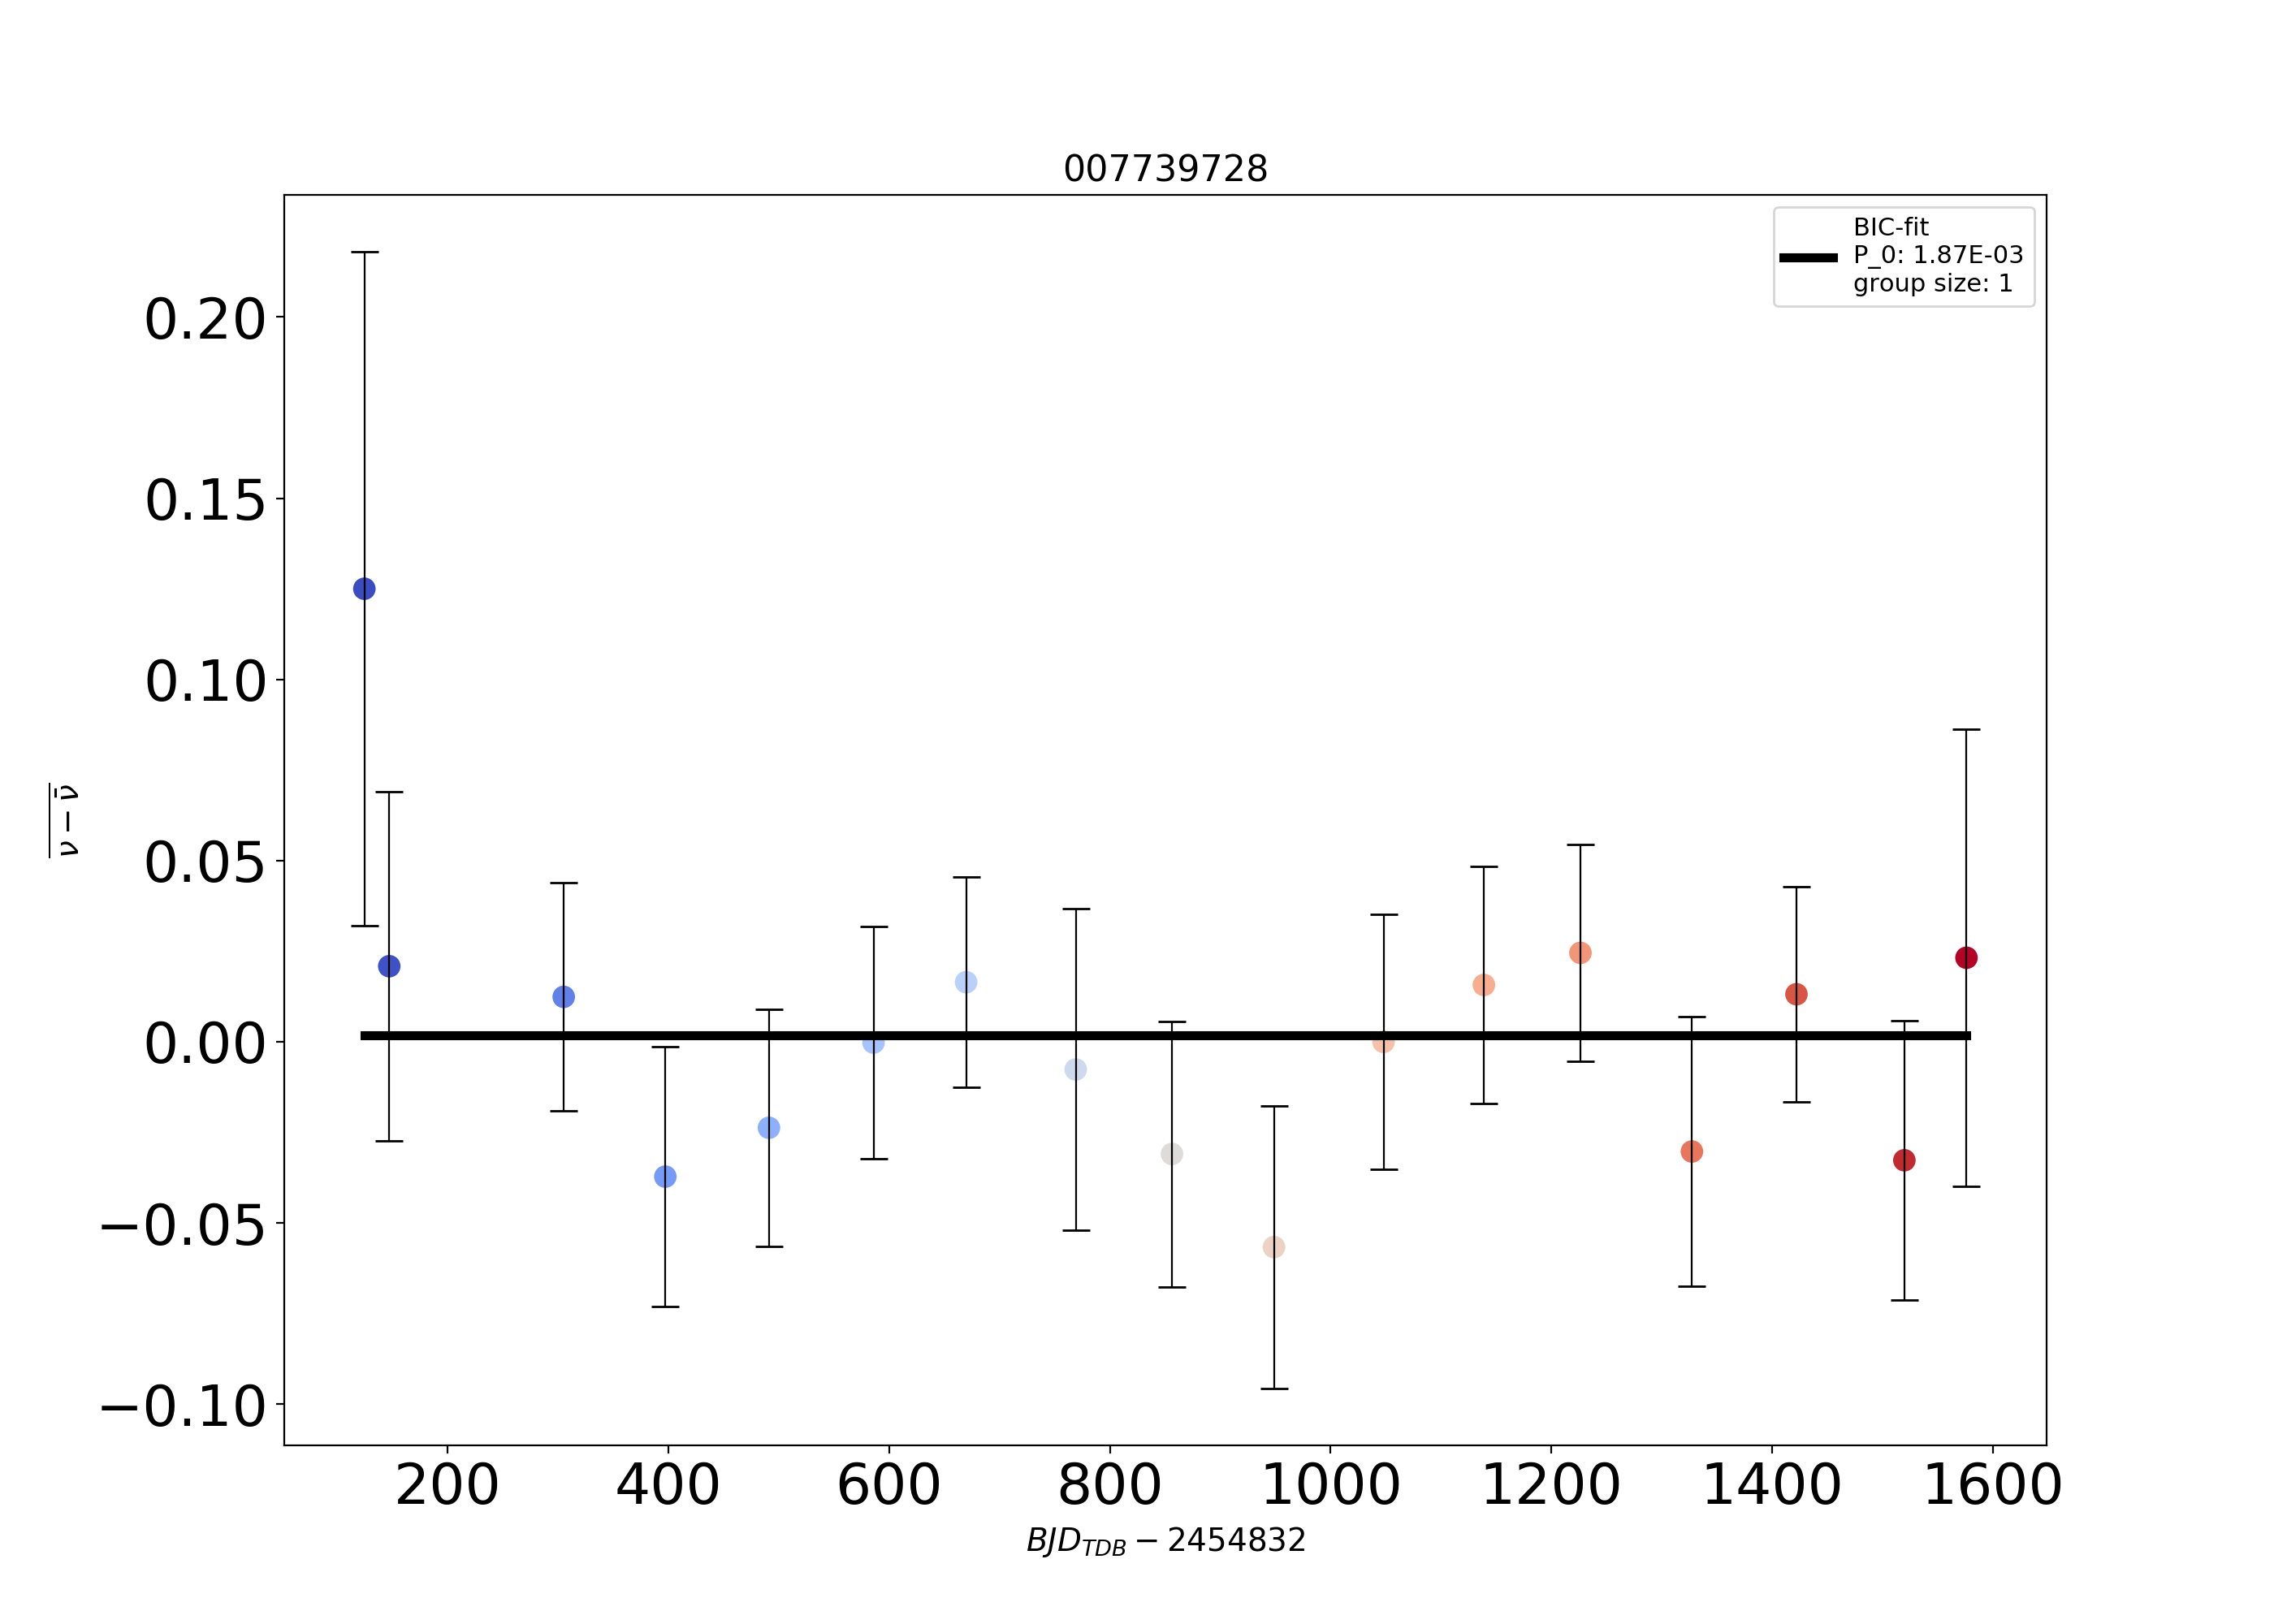 007739728
BIC-fit
P_0: 1.87E-03
group size: 1
0.20
0.15
0.10
0.05
0.00
−0.05
−0.10
$\overline{\nu - \bar{\nu}}$
200 400 600 800 1000 1200 1400 1600
$BJD_{TDB} - 2454832$